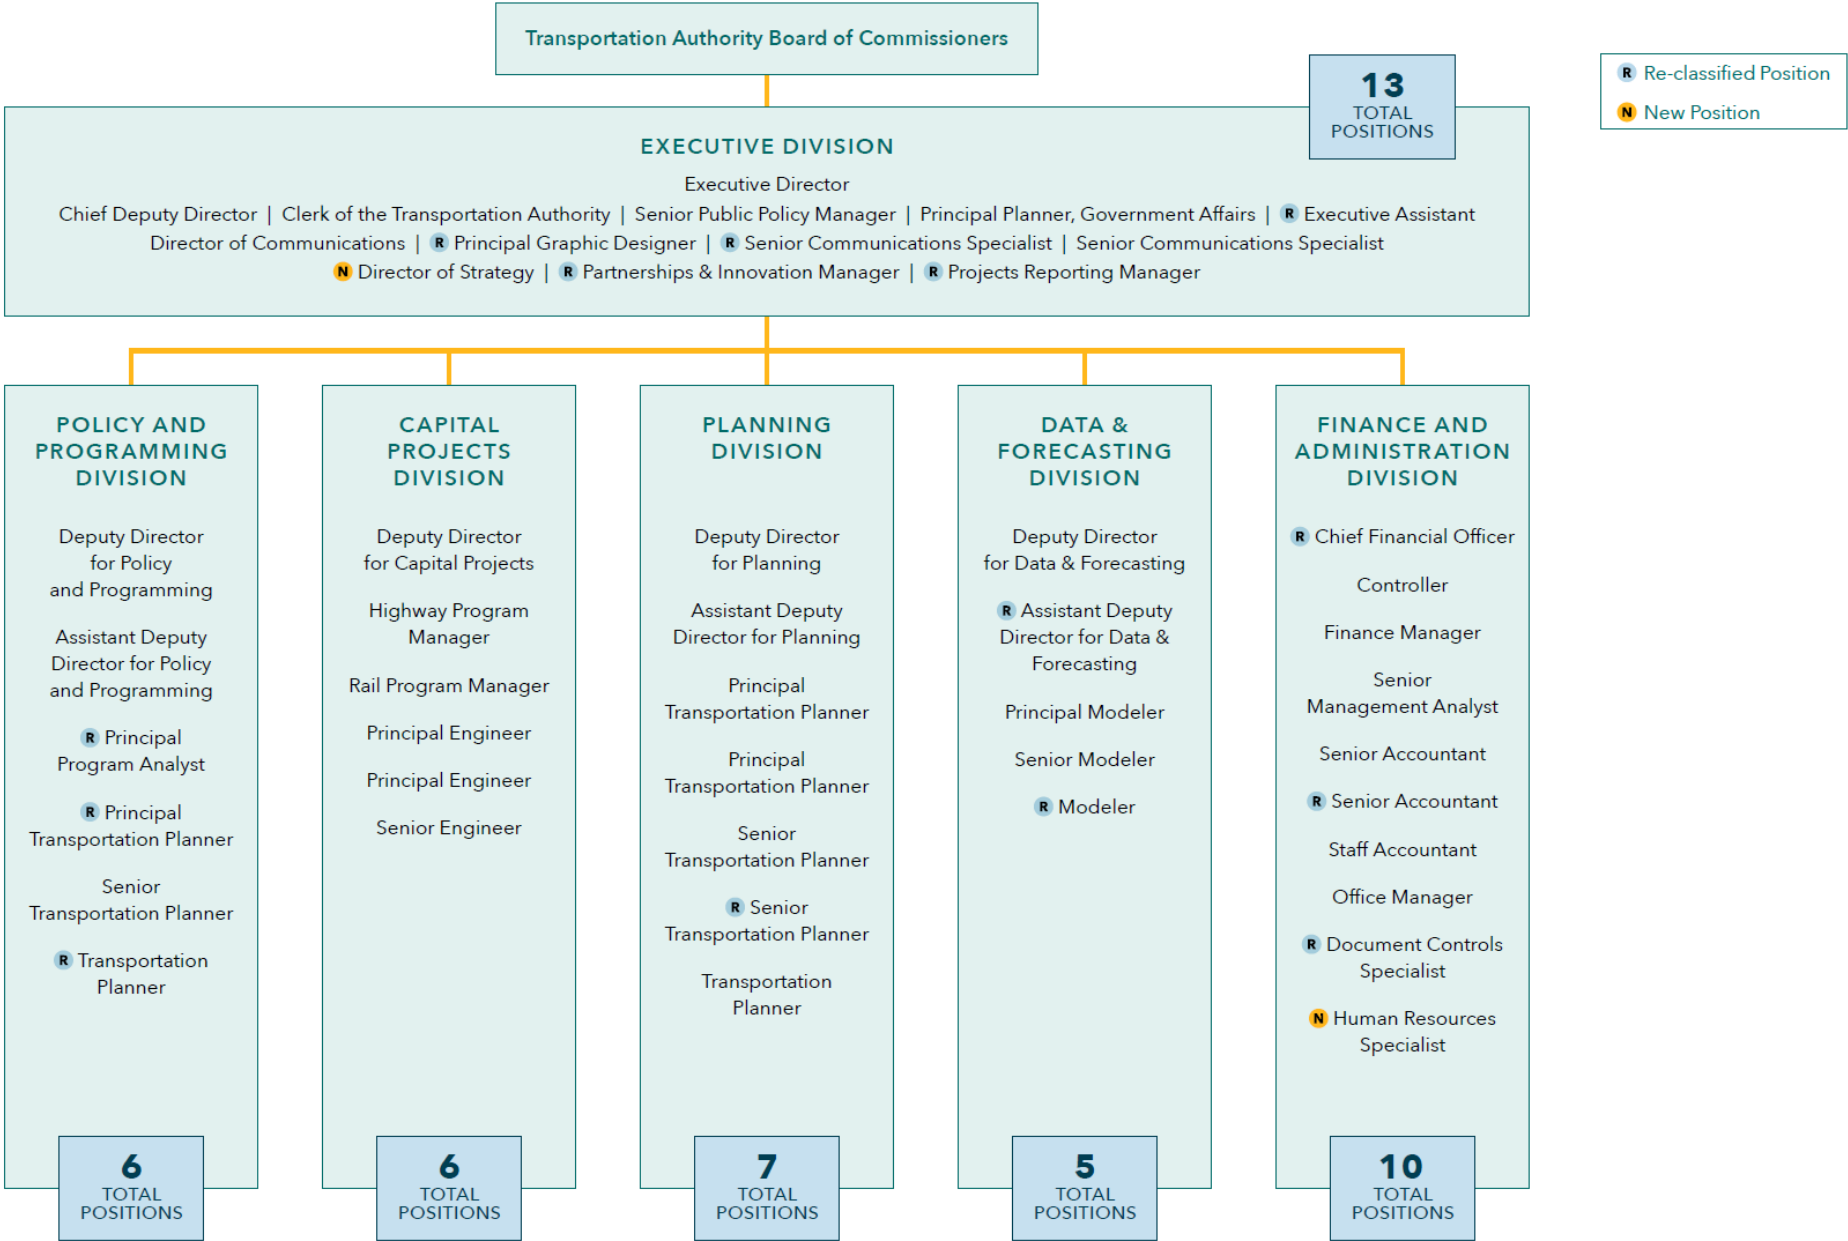 Transportation Authority Board of Commissioners
13
TOTAL
POSITIONS
R Re-classified Position
N New Position
EXECUTIVE DIVISION
Executive Director
Chief Deputy Director | Clerk of the Transportation Authority | Senior Public Policy Manager | Principal Planner, Government Affairs | R Executive Assistant
Director of Communications | R Principal Graphic Designer | R Senior Communications Specialist | Senior Communications Specialist
N Director of Strategy | R Partnerships & Innovation Manager | R Projects Reporting Manager
POLICY AND
PROGRAMMING
DIVISION
Deputy Director
for Policy
and Programming
Assistant Deputy
Director for Policy
and Programming
R Principal
Program Analyst
R Principal
Transportation Planner
Senior
Transportation Planner
R Transportation
Planner
6
TOTAL
POSITIONS
CAPITAL
PROJECTS
DIVISION
Deputy Director
for Capital Projects
Highway Program
Manager
Rail Program Manager
Principal Engineer
Principal Engineer
Senior Engineer
6
TOTAL
POSITIONS
PLANNING
DIVISION
Deputy Director
for Planning
Assistant Deputy
Director for Planning
Principal
Transportation Planner
Principal
Transportation Planner
Senior
Transportation Planner
R Senior
Transportation Planner
Transportation
Planner
7
TOTAL
POSITIONS
DATA &
FORECASTING
DIVISION
Deputy Director
for Data & Forecasting
R Assistant Deputy
Director for Data &
Forecasting
Principal Modeler
Senior Modeler
R Modeler
5
TOTAL
POSITIONS
FINANCE AND
ADMINISTRATION
DIVISION
R Chief Financial Officer
Controller
Finance Manager
Senior
Management Analyst
Senior Accountant
R Senior Accountant
Staff Accountant
Office Manager
R Document Controls
Specialist
N Human Resources
Specialist
10
TOTAL
POSITIONS